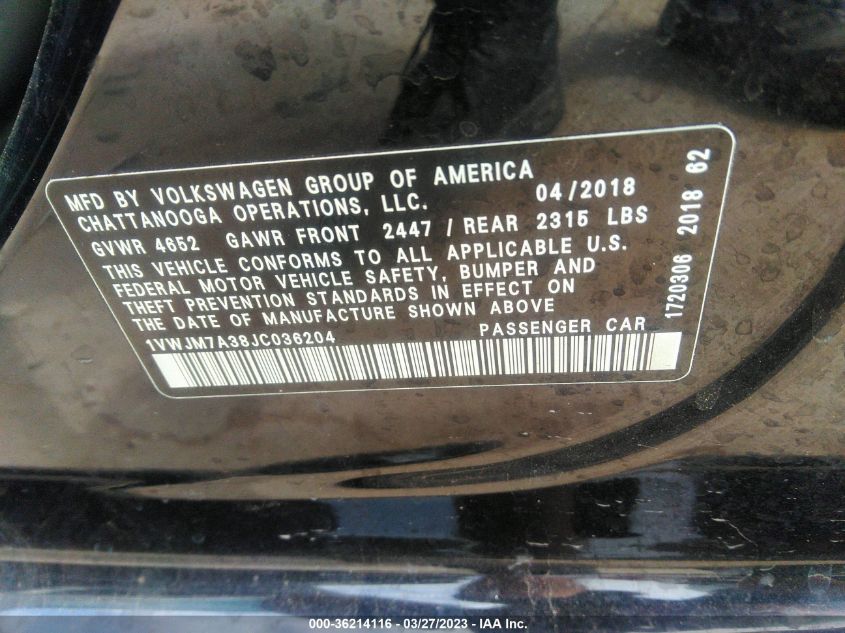 MFD BY VOLKSWAGEN GROUP OF AMERICA
CHATTANOOGA OPERATIONS, LLC. 04/2018
GVWR 4652 GAWR FRONT 2447 / REAR 2315 LBS
THIS VEHICLE CONFORMS TO ALL APPLICABLE U.S.
FEDERAL MOTOR VEHICLE SAFETY, BUMPER AND
THEFT PREVENTION STANDARDS IN EFFECT ON
THE DATE OF MANUFACTURE SHOWN ABOVE
1VWJM7A38JC036204 PASSENGER CAR
1720306 2018 62
000-36214116 — 03/27/2023 - IAA Inc.